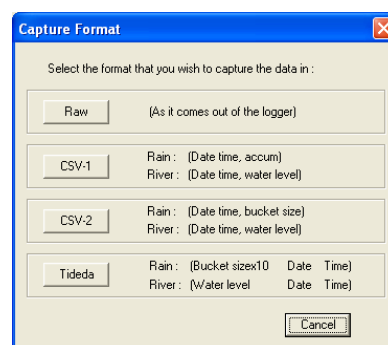 Capture Format
Select the format that you wish to capture the data in :
Raw (As it comes out of the logger)
CSV-1 Rain : (Date time, accum)
River : (Date time, water level)
CSV-2 Rain : (Date time, bucket size)
River : (Date time, water level)
Tideda Rain : (Bucket sizex10 Date Time)
River : (Water level Date Time)
Cancel